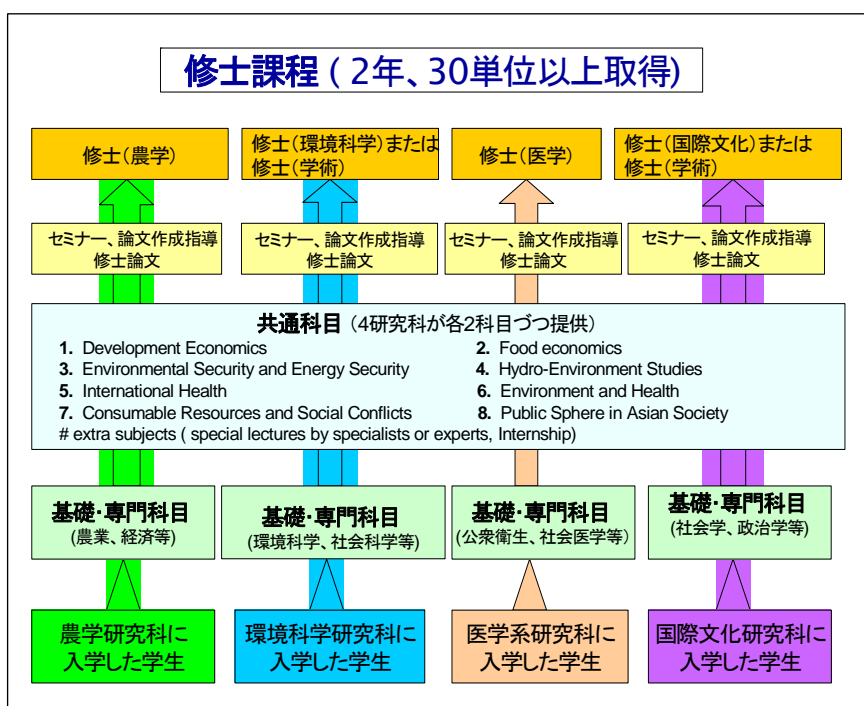 修士課程 ( 2年、30単位以上取得)
修士(農学)
修士(環境科学)または
修士(学術)
修士(医学)
修士(国際文化)または
修士(学術)
セミナー、論文作成指導
修士論文
セミナー、論文作成指導
修士論文
セミナー、論文作成指導
修士論文
セミナー、論文作成指導
修士論文
共通科目 (4研究科が各2科目づつ提供)
1. Development Economics
2. Food economics
3. Environmental Security and Energy Security
4. Hydro-Environment Studies
5. International Health
6. Environment and Health
7. Consumable Resources and Social Conflicts
8. Public Sphere in Asian Society
# extra subjects ( special lectures by specialists or experts, Internship)
基礎・専門科目
(農業、経済等)
基礎・専門科目
(環境科学、社会科学等)
基礎・専門科目
(公衆衛生、社会医学等)
基礎・専門科目
(社会学、政治学等)
農学研究科に
入学した学生
環境科学研究科に
入学した学生
医学系研究科に
入学した学生
国際文化研究科に
入学した学生